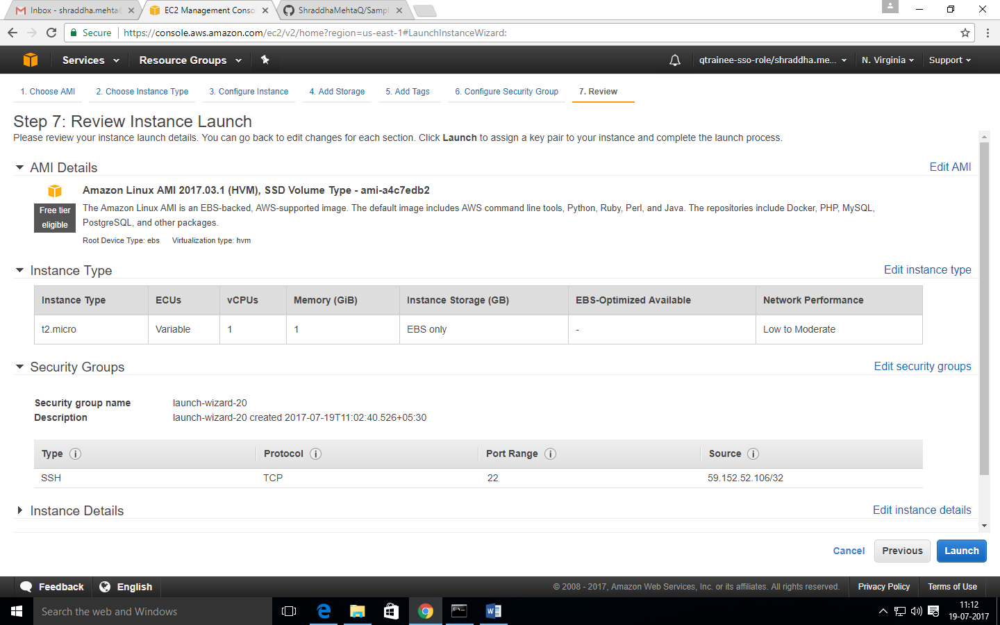 Inbox - shraddha.mehta
EC2 Management Conso
ShraddhaMehtaQ/Samp
Secure
https://console.aws.amazon.com/ec2/v2/home?region=us-east-1#LaunchInstanceWizard:
Services
Resource Groups
qtrainee-sso-role/shraddha.me...
N. Virginia
Support
1. Choose AMI
2. Choose Instance Type
3. Configure Instance
4. Add Storage
5. Add Tags
6. Configure Security Group
7. Review
Step 7: Review Instance Launch
Please review your instance launch details. You can go back to edit changes for each section. Click Launch to assign a key pair to your instance and complete the launch process.
AMI Details
Edit AMI
Free tier
eligible
Amazon Linux AMI 2017.03.1 (HVM), SSD Volume Type - ami-a4c7edb2
The Amazon Linux AMI is an EBS-backed, AWS-supported image. The default image includes AWS command line tools, Python, Ruby, Perl, and Java. The repositories include Docker, PHP, MySQL,
PostgreSQL, and other packages.
Root Device Type: ebs Virtualization type: hvm
Instance Type
Edit instance type
Instance Type ECUs vCPUs Memory (GiB) Instance Storage (GB) EBS-Optimized Available Network Performance
t2.micro Variable 1 1 EBS only - Low to Moderate
Security Groups
Edit security groups
Security group name launch-wizard-20
Description launch-wizard-20 created 2017-07-19T11:02:40.526+05:30
Type i Protocol i Port Range i Source i
SSH TCP 22 59.152.52.106/32
Instance Details
Edit instance details
Cancel
Previous
Launch
Feedback
English
© 2008 - 2017, Amazon Web Services, Inc. or its affiliates. All rights reserved.
Privacy Policy
Terms of Use
Search the web and Windows
11:12
19-07-2017